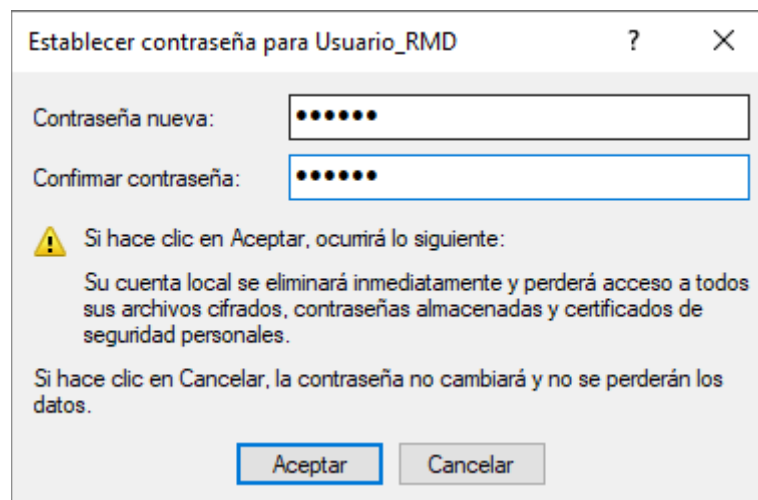 Establecer contraseña para Usuario_RMD ?
Contraseña nueva: ••••••
Confirmar contraseña: ••••••
Si hace clic en Aceptar, ocurrirá lo siguiente:
Su cuenta local se eliminará inmediatamente y perderá acceso a todos
sus archivos cifrados, contraseñas almacenadas y certificados de
seguridad personales.
Si hace clic en Cancelar, la contraseña no cambiará y no se perderán los
datos.
Aceptar Cancelar